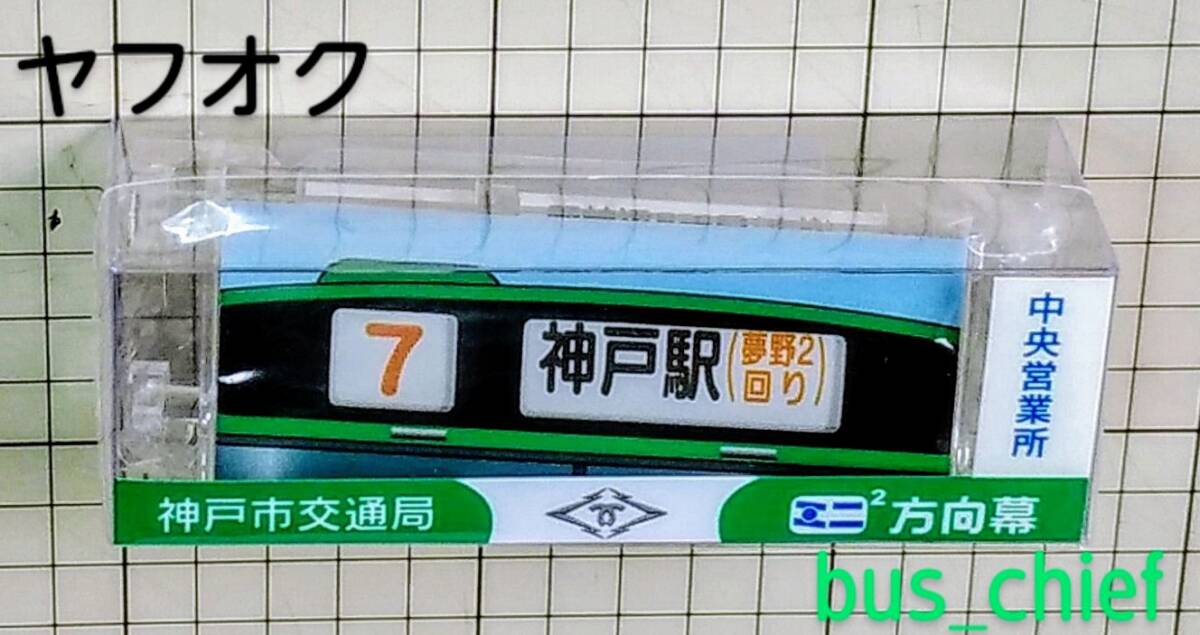 ヤフオク
7
神戸駅
(夢野2
回り)
中央営業所
神戸市交通局
ミニ²方向幕
bus_chief